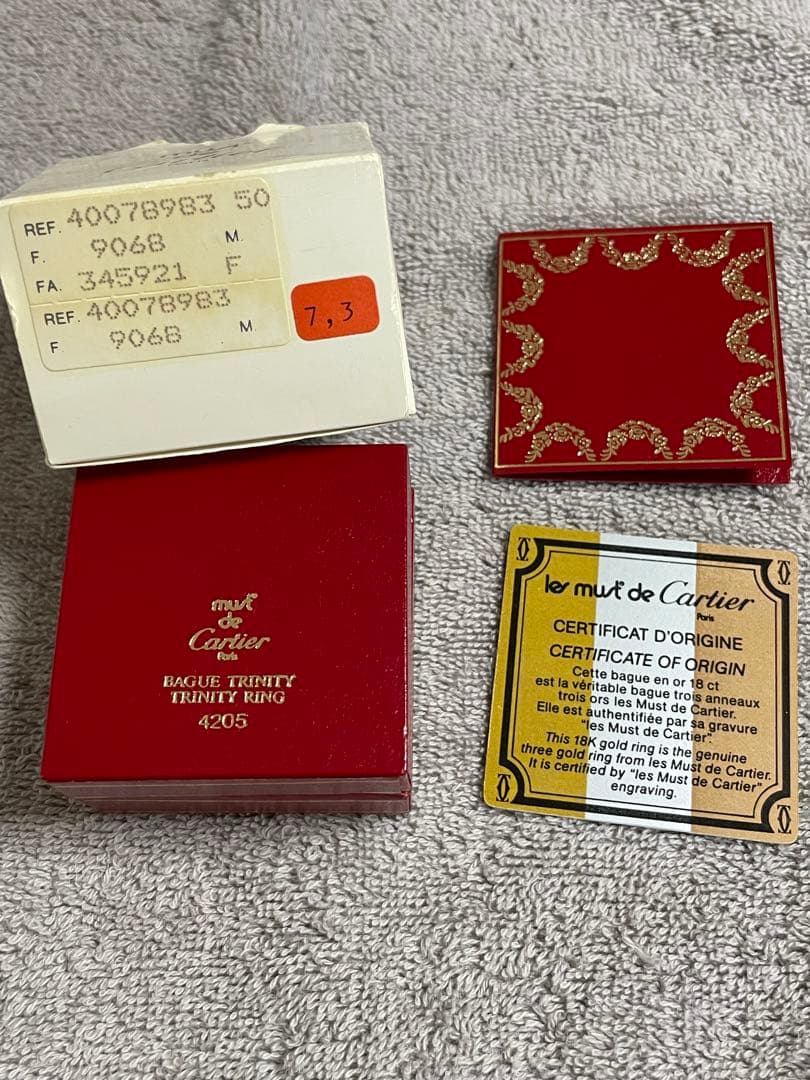 REF. 40078983 50
F. 9068 M.
FA. 345921 F
REF. 40078983
F 9068 M.
7,3
must
de
Cartier
Paris
BAGUE TRINITY
TRINITY RING
4205
les must de Cartier
Paris
CERTIFICAT D'ORIGINE
CERTIFICATE OF ORIGIN
Cette bague en or 18 ct
est la véritable bague trois anneaux
trois ors les Must de Cartier.
Elle est authentifiée par sa gravure
"les Must de Cartier".
This 18K gold ring is the genuine
three gold ring from les Must de Cartier.
It is certified by "les Must de Cartier"
engraving.